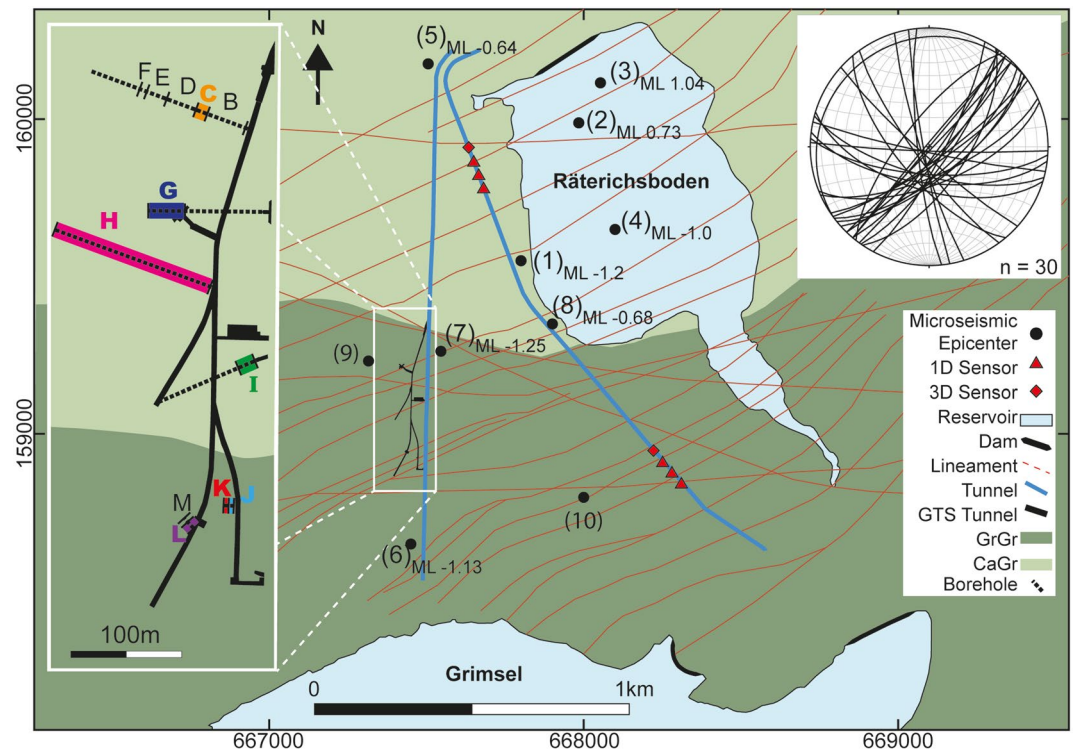 N
(5) ML -0.64
(3) ML 1.04
(2) ML 0.73
Räterichsboden
(4) ML -1.0
(1) ML -1.2
(8) ML -0.68
(7) ML -1.25
(9)
(10)
(6) ML -1.13
Grimsel
0 1km
F
E
D
C
B
G
H
I
K
J
M
L
100m
n = 30
Microseismic
Epicenter
1D Sensor
3D Sensor
Reservoir
Dam
Lineament
Tunnel
GTS Tunnel
GrGr
CaGr
Borehole
160000
159000
667000
668000
669000